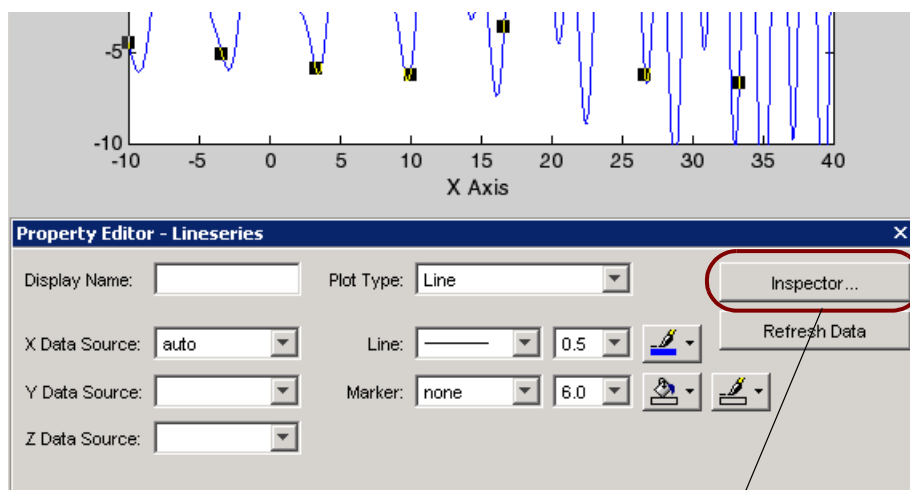 -5
-10
-10 -5 0 5 10 15 20 25 30 35 40
X Axis
Property Editor - Lineseries
Display Name: Plot Type: Line Inspector...
Refresh Data
X Data Source: auto Line: 0.5
Y Data Source: Marker: none 6.0
Z Data Source: